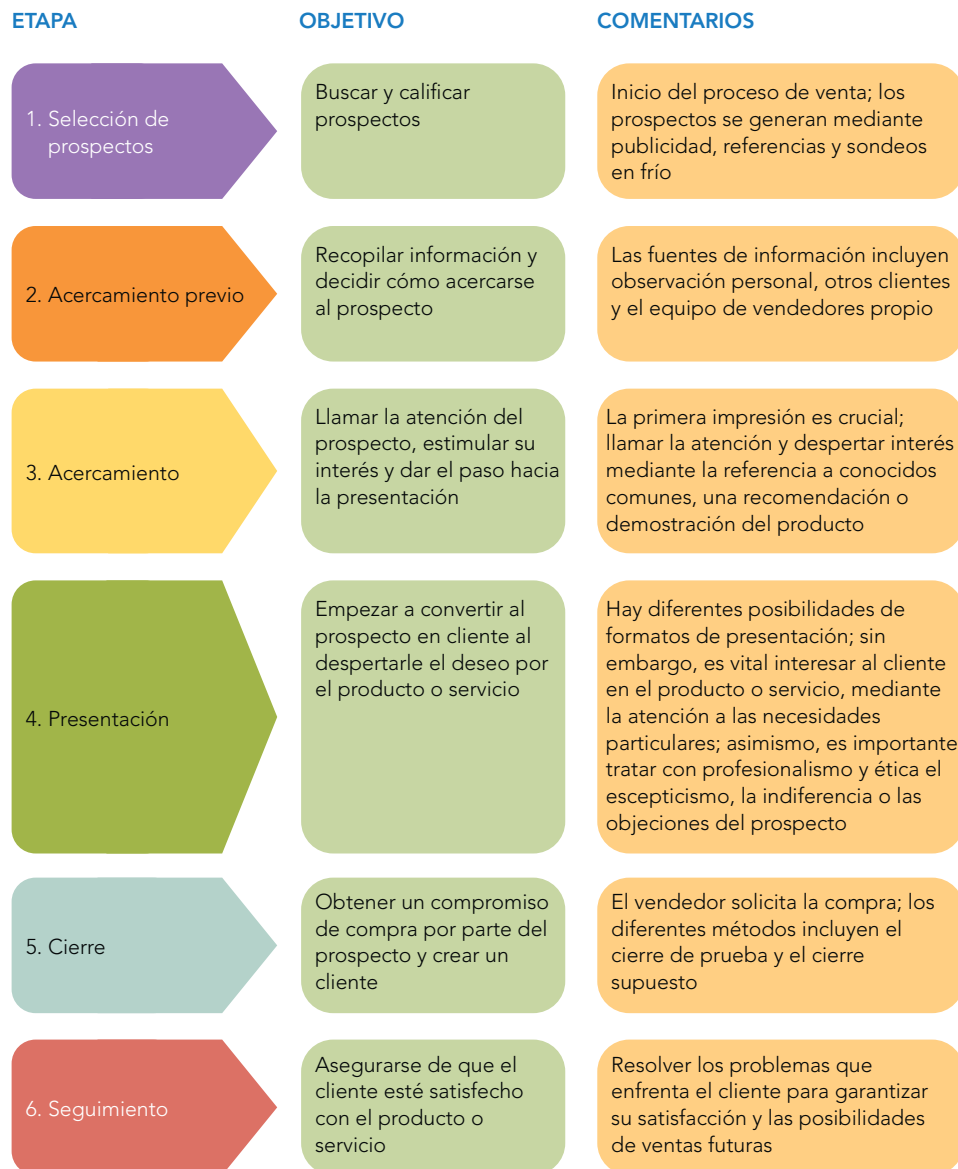 ETAPA
OBJETIVO
COMENTARIOS
1. Selección de
prospectos
Buscar y calificar
prospectos
Inicio del proceso de venta; los
prospectos se generan mediante
publicidad, referencias y sondeos
en frío
2. Acercamiento previo
Recopilar información y
decidir cómo acercarse
al prospecto
Las fuentes de información incluyen
observación personal, otros clientes
y el equipo de vendedores propio
3. Acercamiento
Llamar la atención del
prospecto, estimular su
interés y dar el paso hacia
la presentación
La primera impresión es crucial;
llamar la atención y despertar interés
mediante la referencia a conocidos
comunes, una recomendación o
demostración del producto
4. Presentación
Empezar a convertir al
prospecto en cliente al
despertarle el deseo por
el producto o servicio
Hay diferentes posibilidades de
formatos de presentación; sin
embargo, es vital interesar al cliente
en el producto o servicio, mediante
la atención a las necesidades
particulares; asimismo, es importante
tratar con profesionalismo y ética el
escepticismo, la indiferencia o las
objeciones del prospecto
5. Cierre
Obtener un compromiso
de compra por parte del
prospecto y crear un
cliente
El vendedor solicita la compra; los
diferentes métodos incluyen el
cierre de prueba y el cierre
supuesto
6. Seguimiento
Asegurarse de que el
cliente esté satisfecho
con el producto o
servicio
Resolver los problemas que
enfrenta el cliente para garantizar
su satisfacción y las posibilidades
de ventas futuras